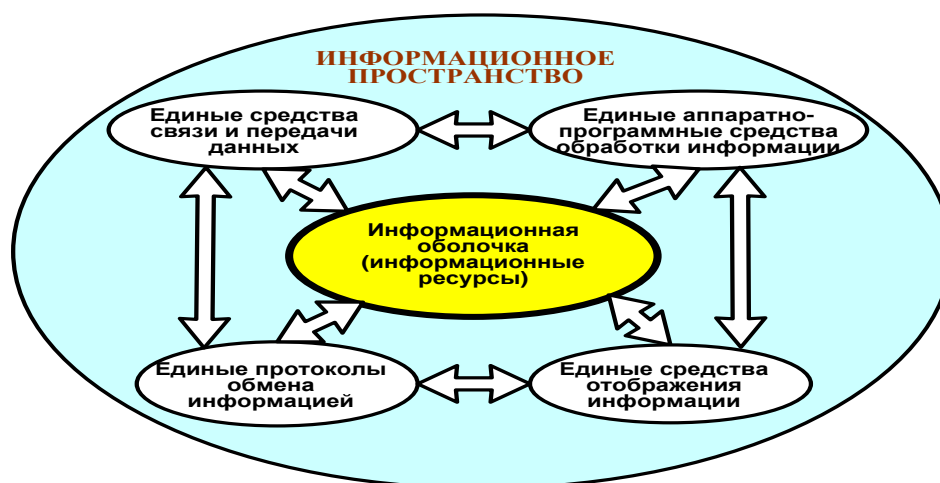 ИНФОРМАЦИОННОЕ
ПРОСТРАНСТВО
Единые средства
связи и передачи
данных
Единые аппаратно-
программные средства
обработки информации
Информационная
оболочка
(информационные
ресурсы)
Единые протоколы
обмена
информацией
Единые средства
отображения
информации